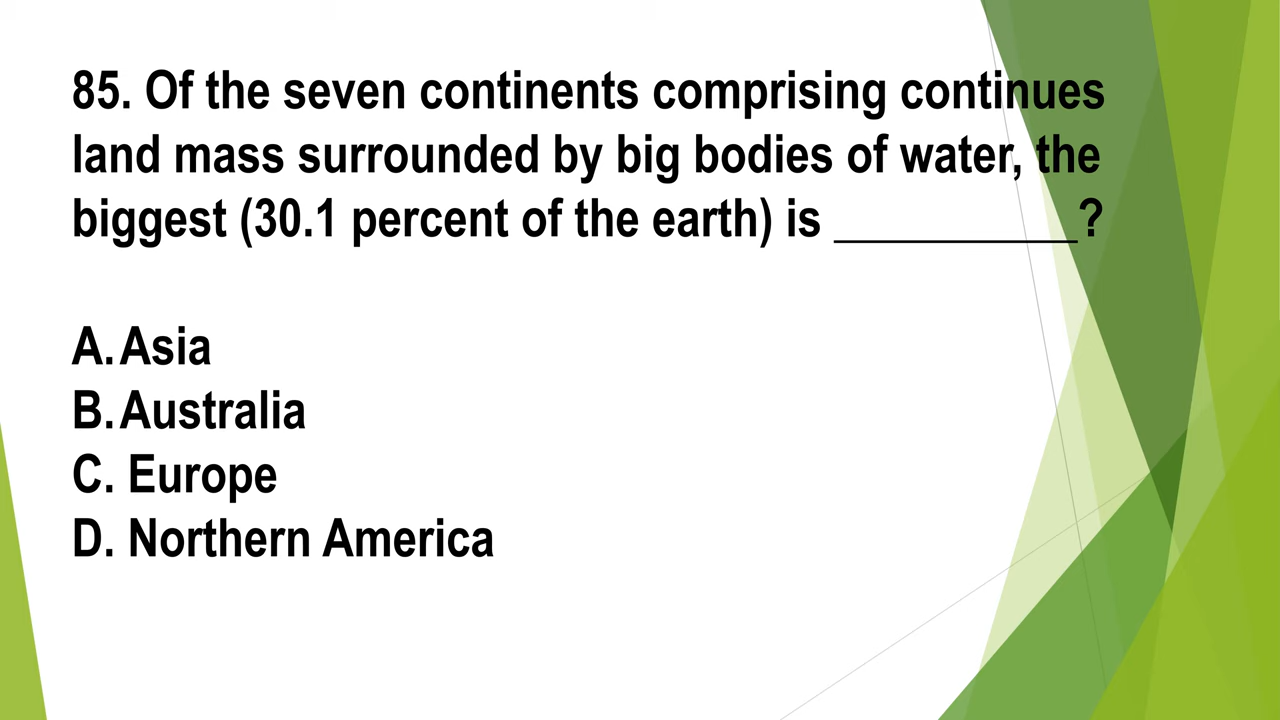 85. Of the seven continents comprising continues
land mass surrounded by big bodies of water, the
biggest (30.1 percent of the earth) is ___________?
A. Asia
B. Australia
C. Europe
D. Northern America